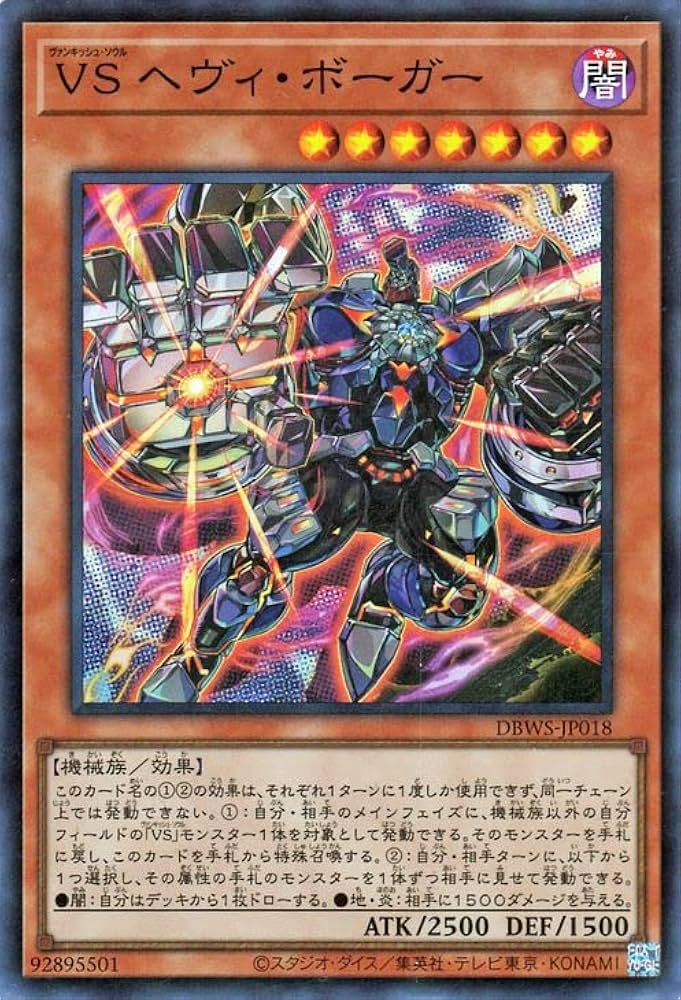 ヴァンキッシュ・ソウル
VS ヘヴィ・ボーガー
やみ
闇
DBWS-JP018
【機械族／効果】
このカード名の①②の効果は、それぞれ1ターンに1度しか使用できず、同一チェーン
上では発動できない。①：自分・相手のメインフェイズに、機械族以外の自分
フィールドの「VS」モンスター1体を対象として発動できる。そのモンスターを手札
に戻し、このカードを手札から特殊召喚する。②：自分・相手ターンに、以下から
1つ選択し、その属性の手札のモンスターを1体ずつ相手に見せて発動できる。
●闇：自分はデッキから1枚ドローする。●地・炎：相手に1500ダメージを与える。
ATK/2500 DEF/1500
92895501
©スタジオ・ダイス／集英社・テレビ東京・KONAMI